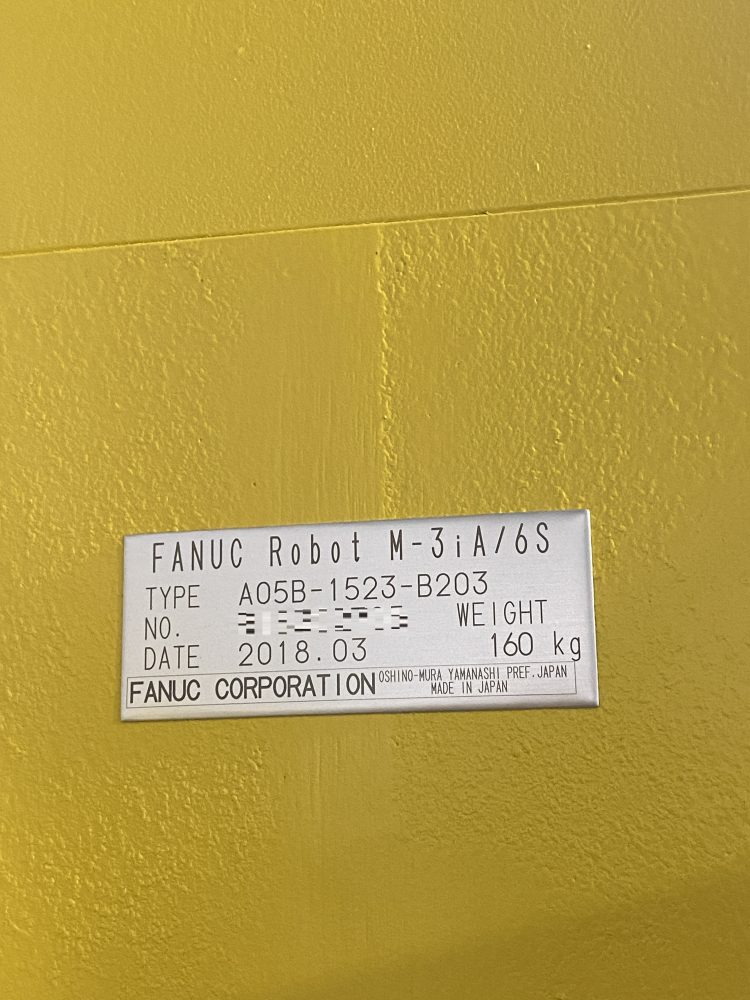 FANUC Robot M-3iA/6S
TYPE A05B-1523-B203
NO. WEIGHT
DATE 2018.03 160 kg
FANUC CORPORATION OSHINO-MURA YAMANASHI PREF.JAPAN
MADE IN JAPAN